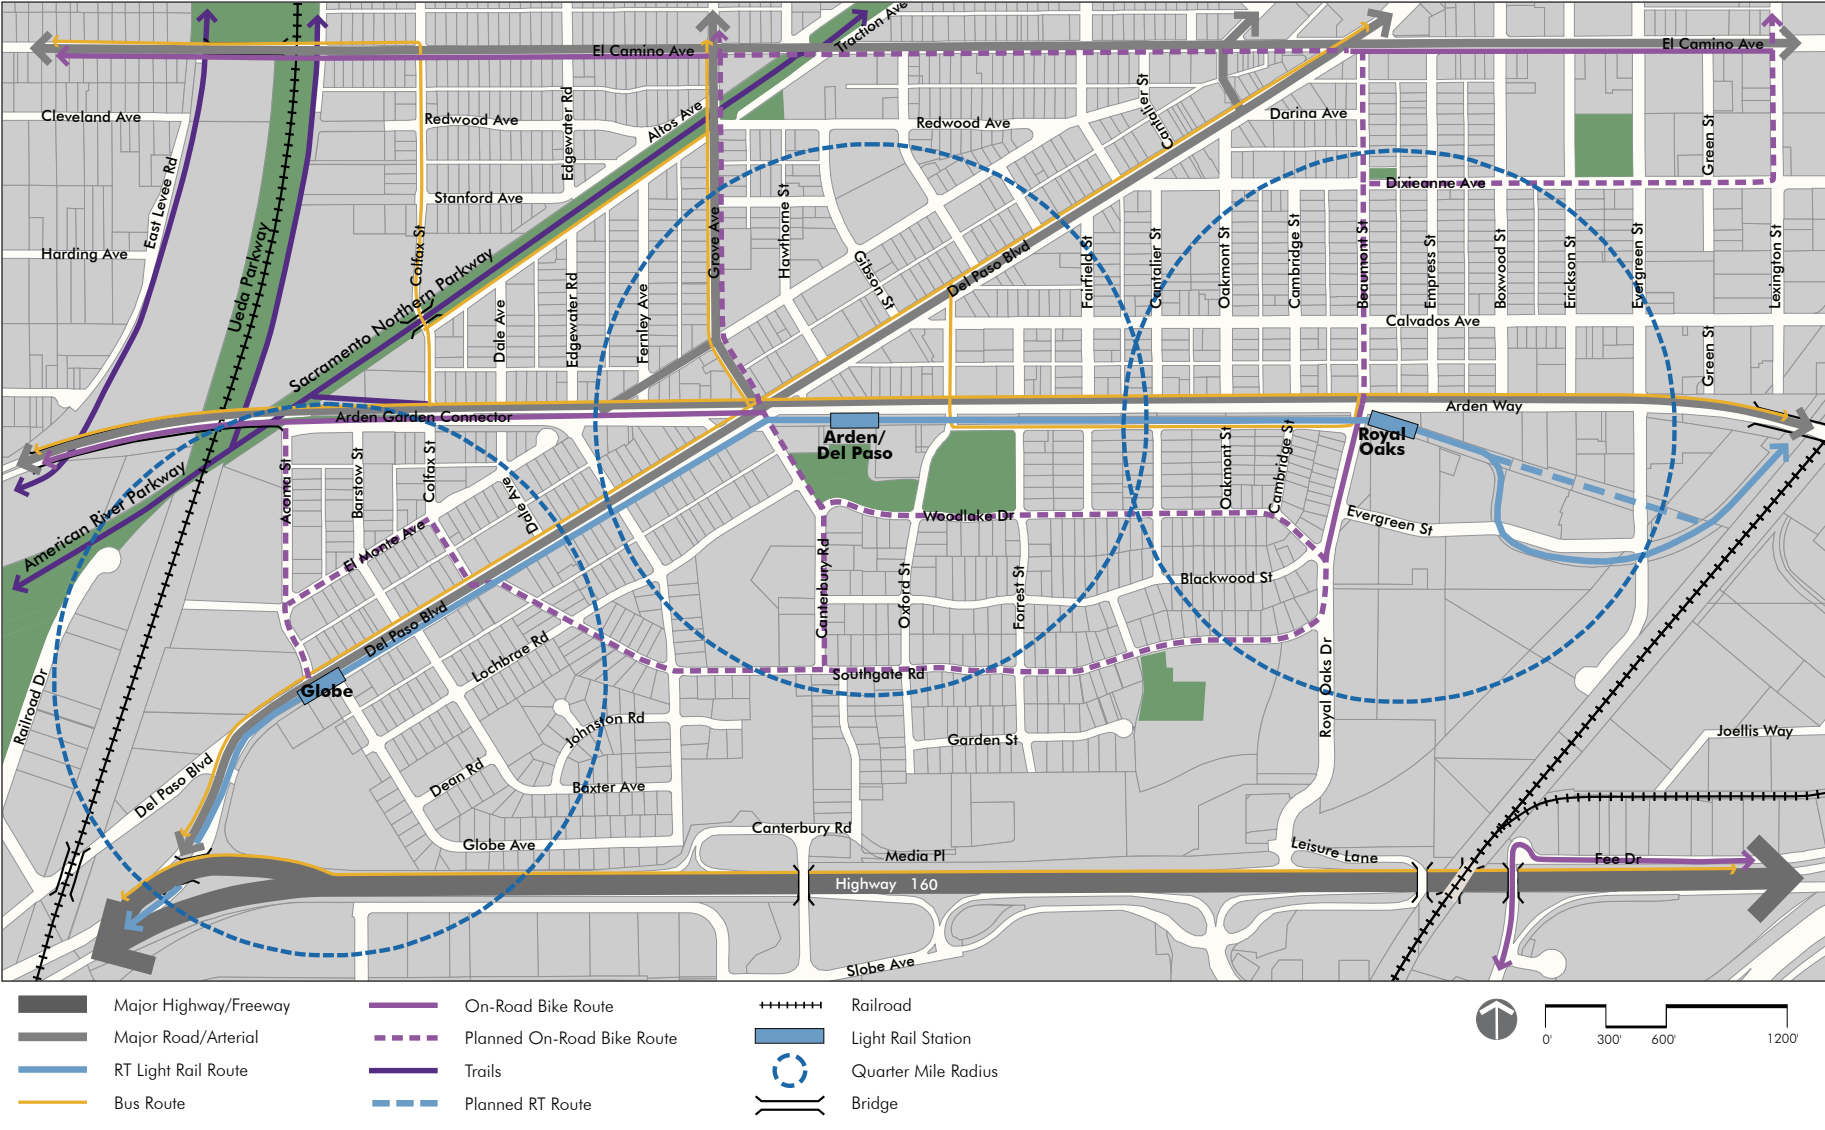 Traction Ave
El Camino Ave
El Camino Ave
Cleveland Ave
Redwood Ave
Edgewater Rd
Altos Ave
Redwood Ave
Cantalier St
Darina Ave
Green St
East Levee Rd
Stanford Ave
Hawthorne St
Dixieanne Ave
Harding Ave
Ueda Parkway
Colfax St
Grove Ave
Gibson St
Del Paso Blvd
Fairfield St
Cantalier St
Oakmont St
Cambridge St
Beaumont St
Empress St
Boxwood St
Erickson St
Evergreen St
Lexington St
Sacramento Northern Parkway
Dale Ave
Edgewater Rd
Fernley Ave
Calvados Ave
Green St
Arden Garden Connector
Arden Way
Arden/
Del Paso
Royal
Oaks
American River Parkway
Acoma St
Barstow St
Colfax St
Dale Ave
El Monte Ave
Woodlake Dr
Oakmont St
Cambridge St
Evergreen St
Canterbury Rd
Oxford St
Forrest St
Blackwood St
Del Paso Blvd
Lochbrae Rd
Southgate Rd
Royal Oaks Dr
Railroad Dr
Globe
Johnston Rd
Garden St
Joellis Way
Del Paso Blvd
Dean Rd
Baxter Ave
Globe Ave
Canterbury Rd
Media Pl
Leisure Lane
Fee Dr
Highway 160
Slobe Ave
Major Highway/Freeway
Major Road/Arterial
RT Light Rail Route
Bus Route
On-Road Bike Route
Planned On-Road Bike Route
Trails
Planned RT Route
Railroad
Light Rail Station
Quarter Mile Radius
Bridge
0' 300' 600' 1200'